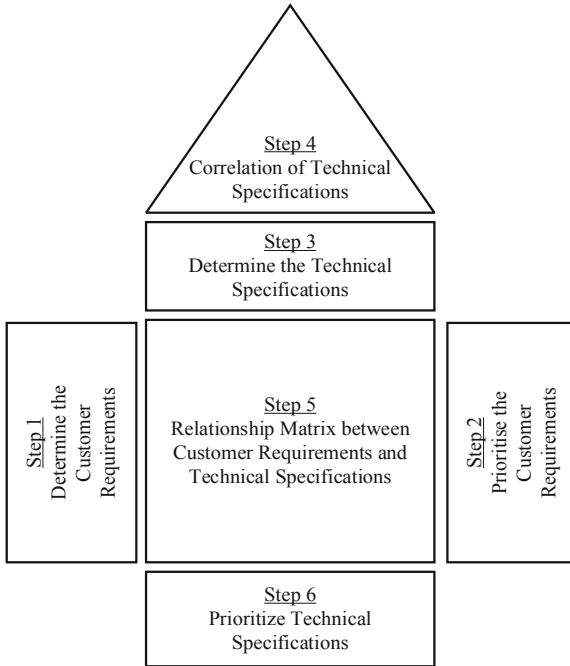 Step 4
Correlation of Technical
Specifications
Step 3
Determine the Technical
Specifications
Step 1
Determine the
Customer
Requirements
Step 5
Relationship Matrix between
Customer Requirements and
Technical Specifications
Step 2
Prioritise the
Customer
Requirements
Step 6
Prioritize Technical
Specifications